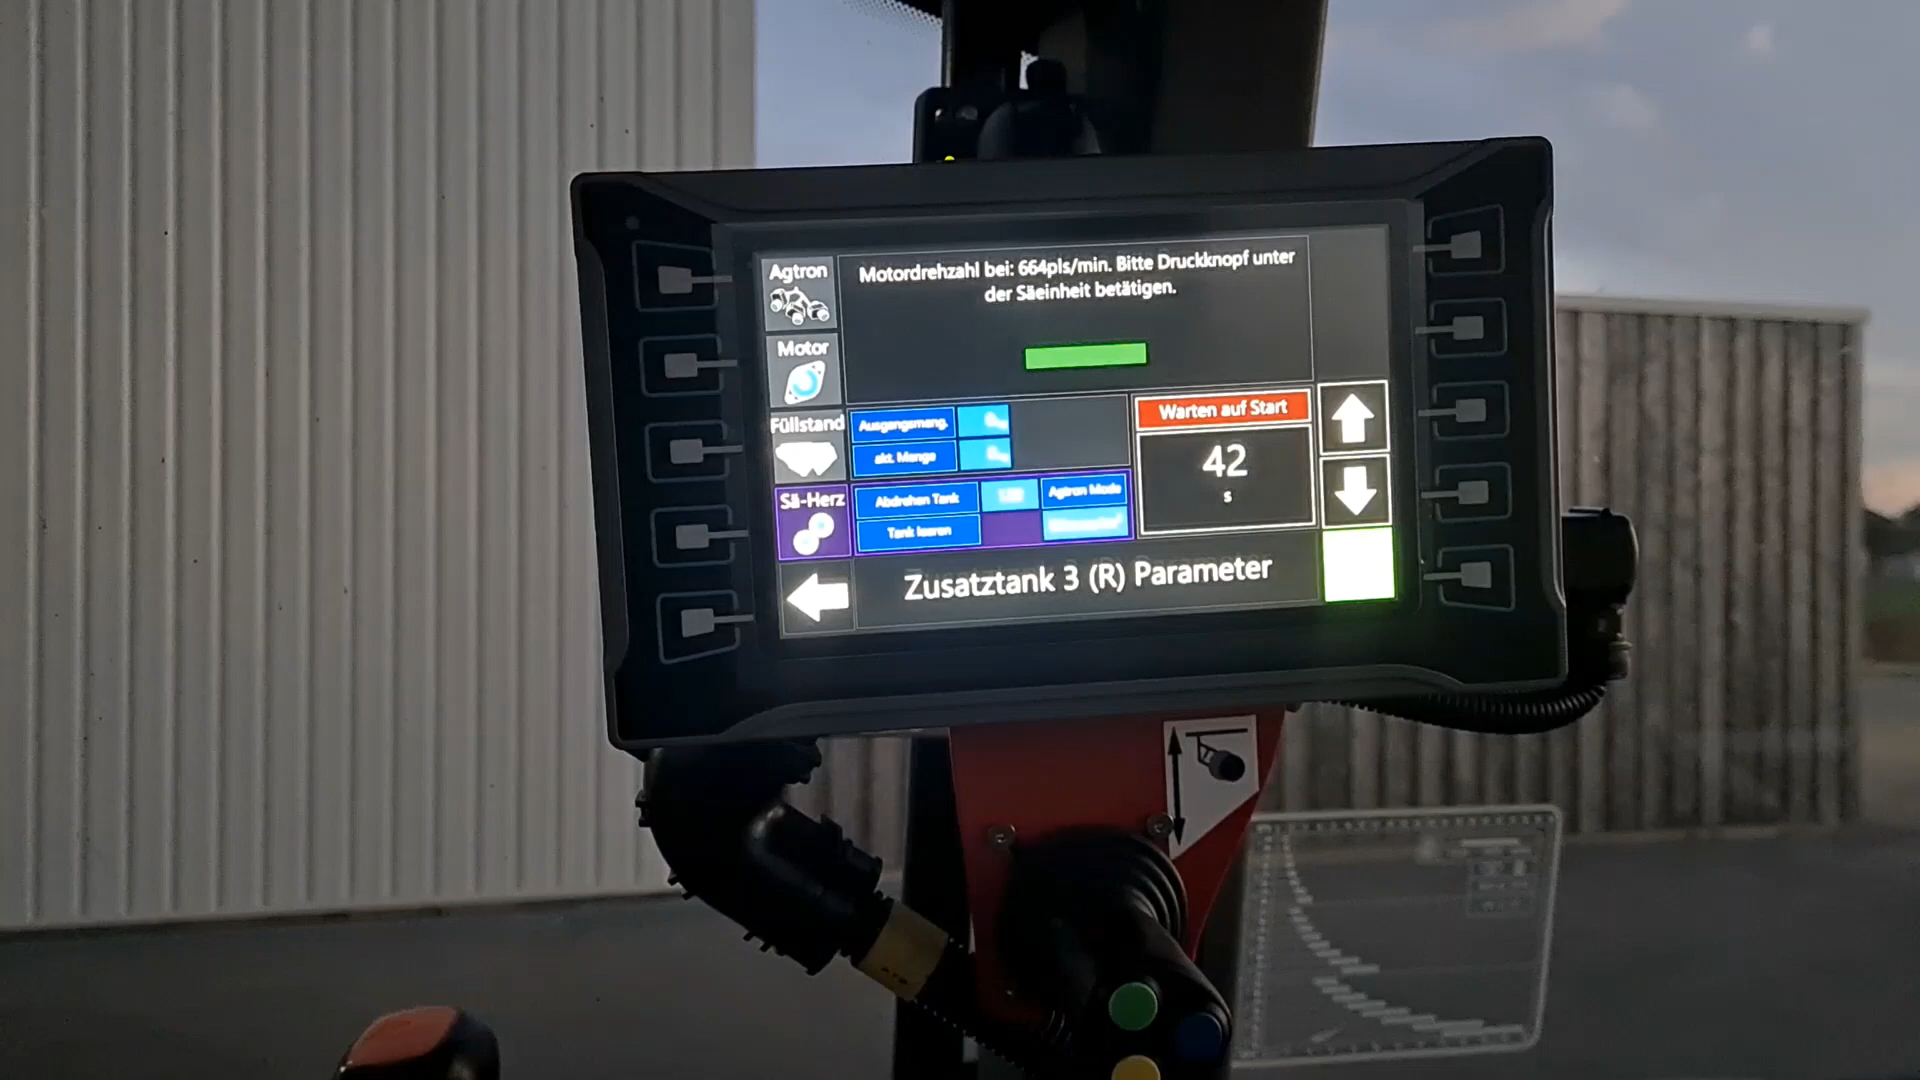 Agtron
Motordrehzahl bei: 664pls/min. Bitte Druckknopf unter
der Säeinheit betätigen.
Motor
Füllstand
Ausgangsmeng.
akt. Menge
Warten auf Start
42
s
Sä-Herz
Abdrehen Tank
Agtron Mode
Tank leeren
Zusatztank 3 (R) Parameter